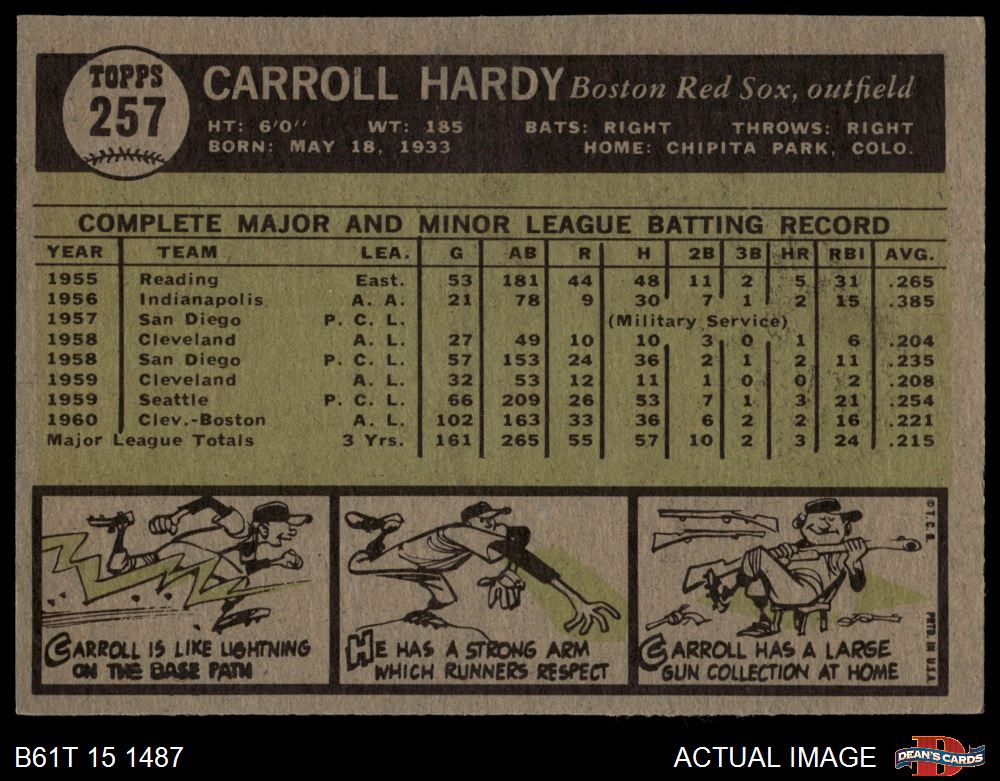 TOPPS
257
CARROLL HARDY Boston Red Sox, outfield
HT: 6'0" WT: 185 BATS: RIGHT THROWS: RIGHT
BORN: MAY 18, 1933 HOME: CHIPITA PARK, COLO.
COMPLETE MAJOR AND MINOR LEAGUE BATTING RECORD
YEAR TEAM LEA. G AB R H 2B 3B HR RBI AVG.
1955 Reading East. 53 181 44 48 11 2 5 31 .265
1956 Indianapolis A. A. 21 78 9 30 7 1 2 15 .385
1957 San Diego P. C. L. (Military Service)
1958 Cleveland A. L. 27 49 10 10 3 0 1 6 .204
1958 San Diego P. C. L. 57 153 24 36 2 1 2 11 .235
1959 Cleveland A. L. 32 53 12 11 1 0 0 2 .208
1959 Seattle P. C. L. 66 209 26 53 7 1 3 21 .254
1960 Clev.-Boston A. L. 102 163 33 36 6 2 2 16 .221
Major League Totals 3 Yrs. 161 265 55 57 10 2 3 24 .215
CARROLL IS LIKE LIGHTNING
ON THE BASE PATH
HE HAS A STRONG ARM
WHICH RUNNERS RESPECT
CARROLL HAS A LARGE
GUN COLLECTION AT HOME
© T. C. G.
PRTD. IN U.S.A.
B61T 15 1487
ACTUAL IMAGE
D
DEAN'S CARDS